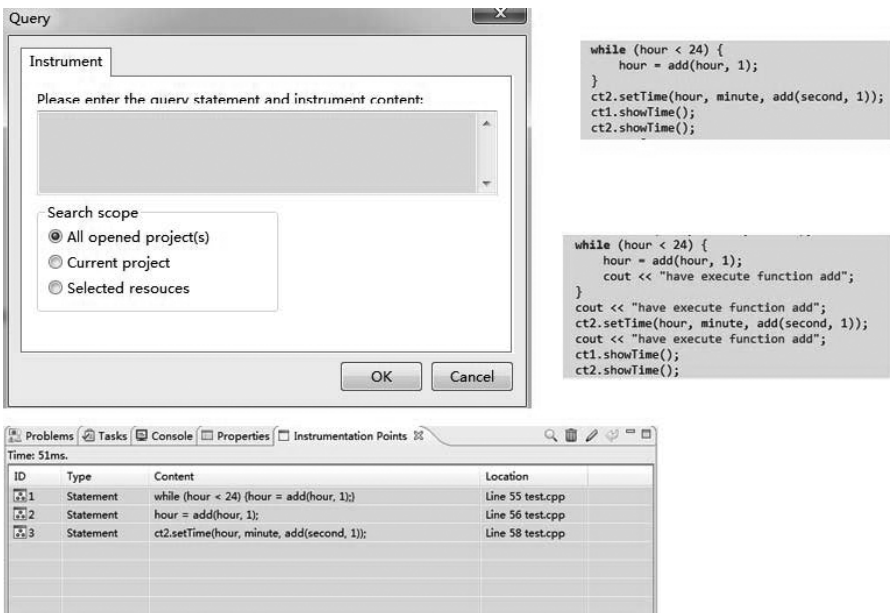 Query
Instrument
Please enter the query statement and instrument content:
Search scope
All opened project(s)
Current project
Selected resouces
OK Cancel
while (hour < 24) {
hour = add(hour, 1);
}
ct2.setTime(hour, minute, add(second, 1));
ct1.showTime();
ct2.showTime();
while (hour < 24) {
hour = add(hour, 1);
cout << "have execute function add";
}
cout << "have execute function add";
ct2.setTime(hour, minute, add(second, 1));
cout << "have execute function add";
ct1.showTime();
ct2.showTime();
Problems Tasks Console Properties Instrumentation Points
Time: 51ms.
ID Type Content Location
1 Statement while (hour < 24) {hour = add(hour, 1);} Line 55 test.cpp
2 Statement hour = add(hour, 1); Line 56 test.cpp
3 Statement ct2.setTime(hour, minute, add(second, 1)); Line 58 test.cpp